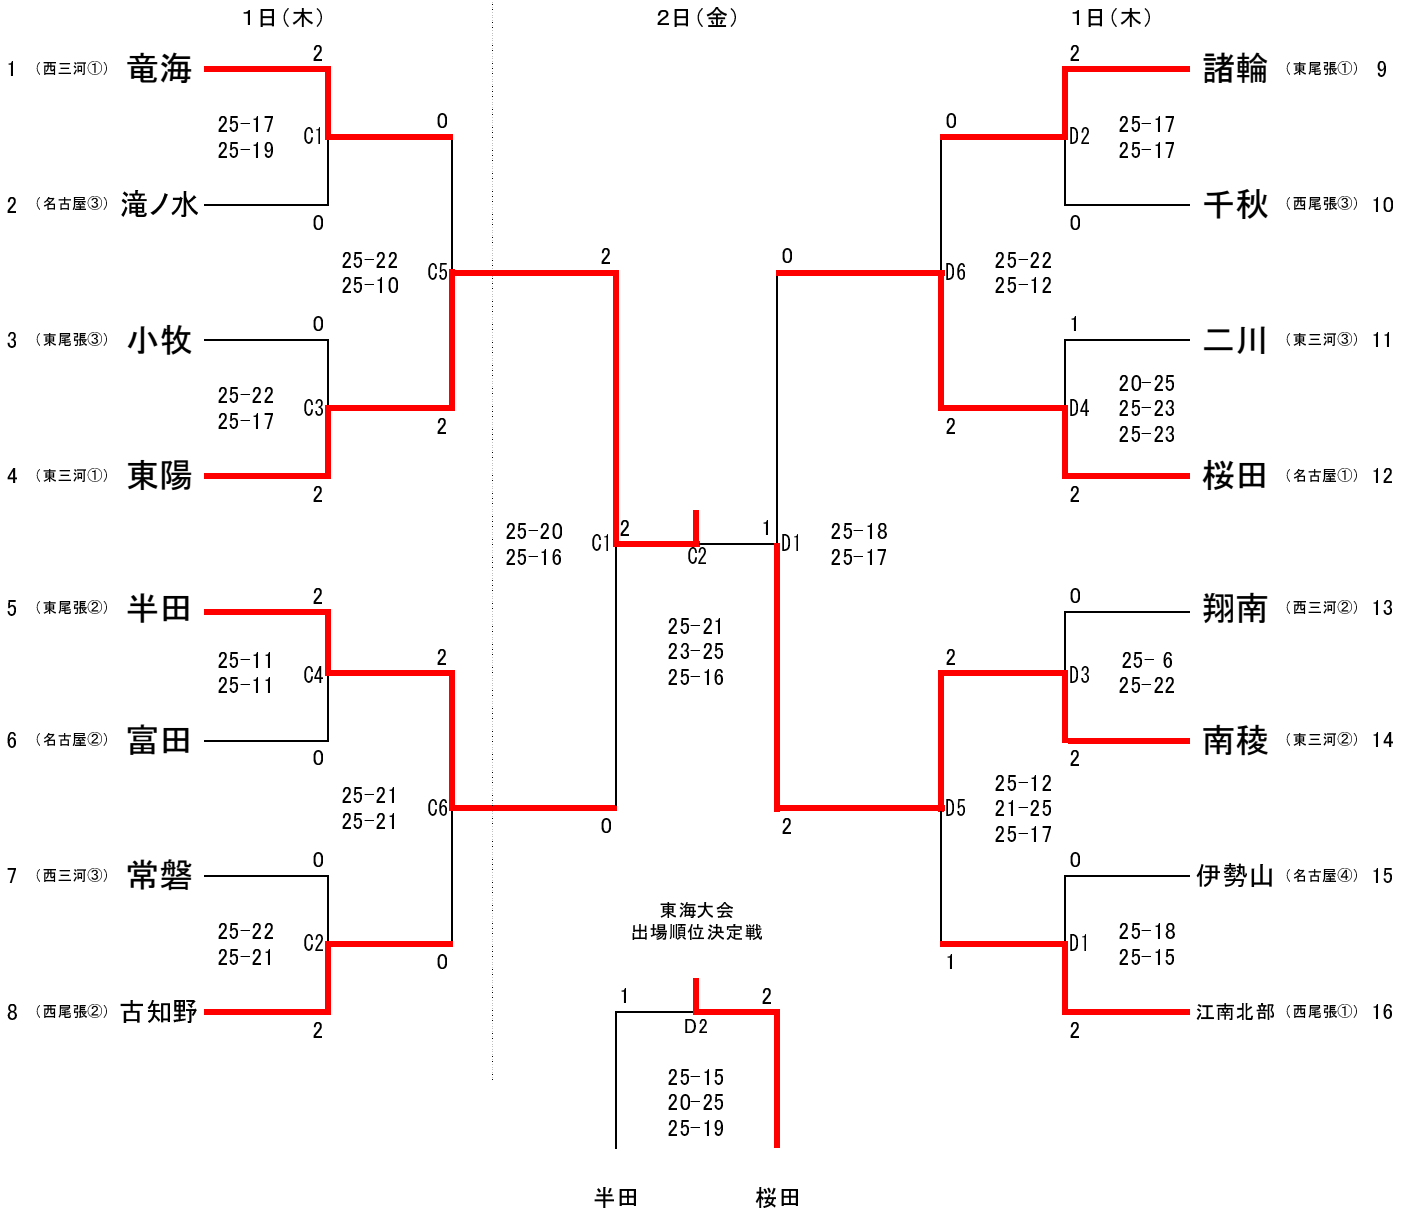 1日（木）
2日（金）
1日（木）
1 （西三河①） 竜海
2
2
諸輪 （東尾張①） 9
25-17
25-19
C1
0
0
D2
25-17
25-17
2 （名古屋③） 滝ノ水
0
0
千秋 （西尾張③） 10
25-22
25-10
C5
2
0
D6
25-22
25-12
3 （東尾張③） 小牧
0
1
二川 （東三河③） 11
25-22
25-17
C3
2
2
D4
20-25
25-23
25-23
4 （東三河①） 東陽
2
2
桜田 （名古屋①） 12
25-20
25-16
C1
2
C2
1
D1
25-18
25-17
25-21
23-25
25-16
5 （東尾張②） 半田
2
0
翔南 （西三河②） 13
25-11
25-11
C4
2
2
D3
25- 6
25-22
6 （名古屋②） 富田
0
2
南稜 （東三河②） 14
25-21
25-21
C6
0
2
D5
25-12
21-25
25-17
7 （西三河③） 常磐
0
0
伊勢山 （名古屋④） 15
25-22
25-21
C2
0
1
D1
25-18
25-15
8 （西尾張②） 古知野
2
2
江南北部 （西尾張①） 16
東海大会
出場順位決定戦
1
2
D2
25-15
20-25
25-19
半田
桜田